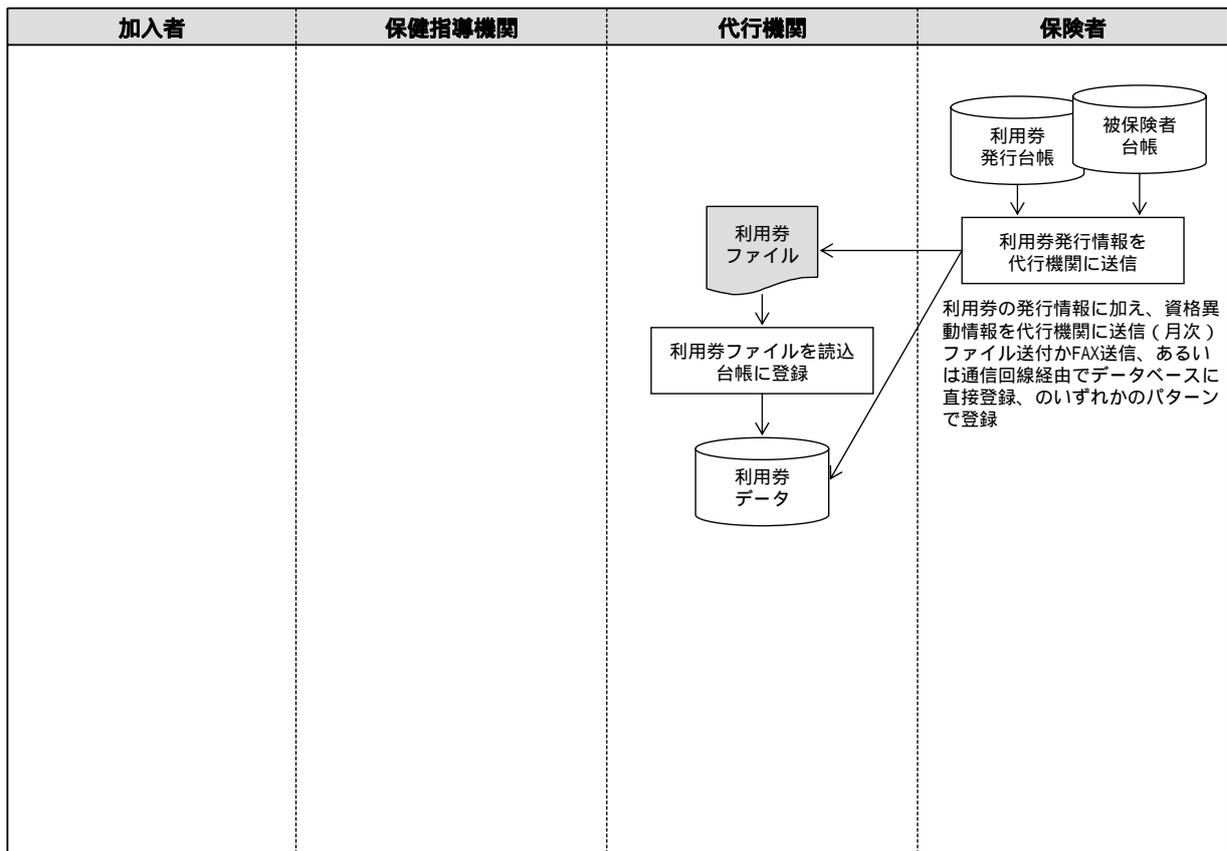 加入者
保健指導機関
代行機関
保険者
利用券
発行台帳
被保険者
台帳
利用券
ファイル
利用券発行情報を
代行機関に送信
利用券の発行情報に加え、資格異
動情報を代行機関に送信(月次)
ファイル送付かFAX送信、あるい
は通信回線経由でデータベースに
直接登録、のいずれかのパターン
で登録
利用券ファイルを読込
台帳に登録
利用券
データ